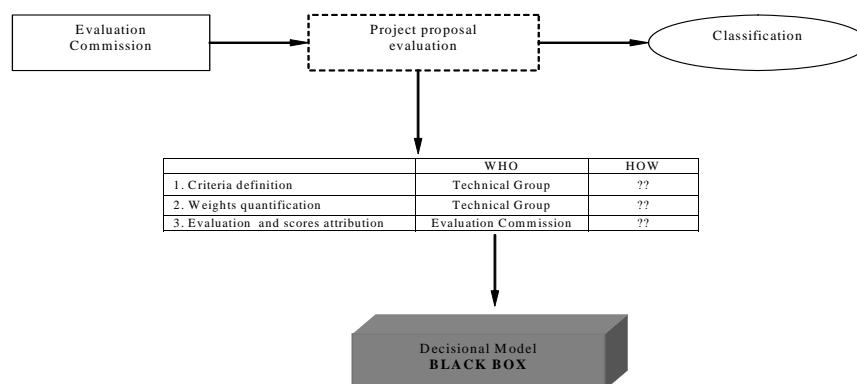 Evaluation
Commission
Project proposal
evaluation
Classification
WHO HOW
1. Criteria definition Technical Group ??
2. Weights quantification Technical Group ??
3. Evaluation and scores attribution Evaluation Commission ??
Decisional Model
BLACK BOX